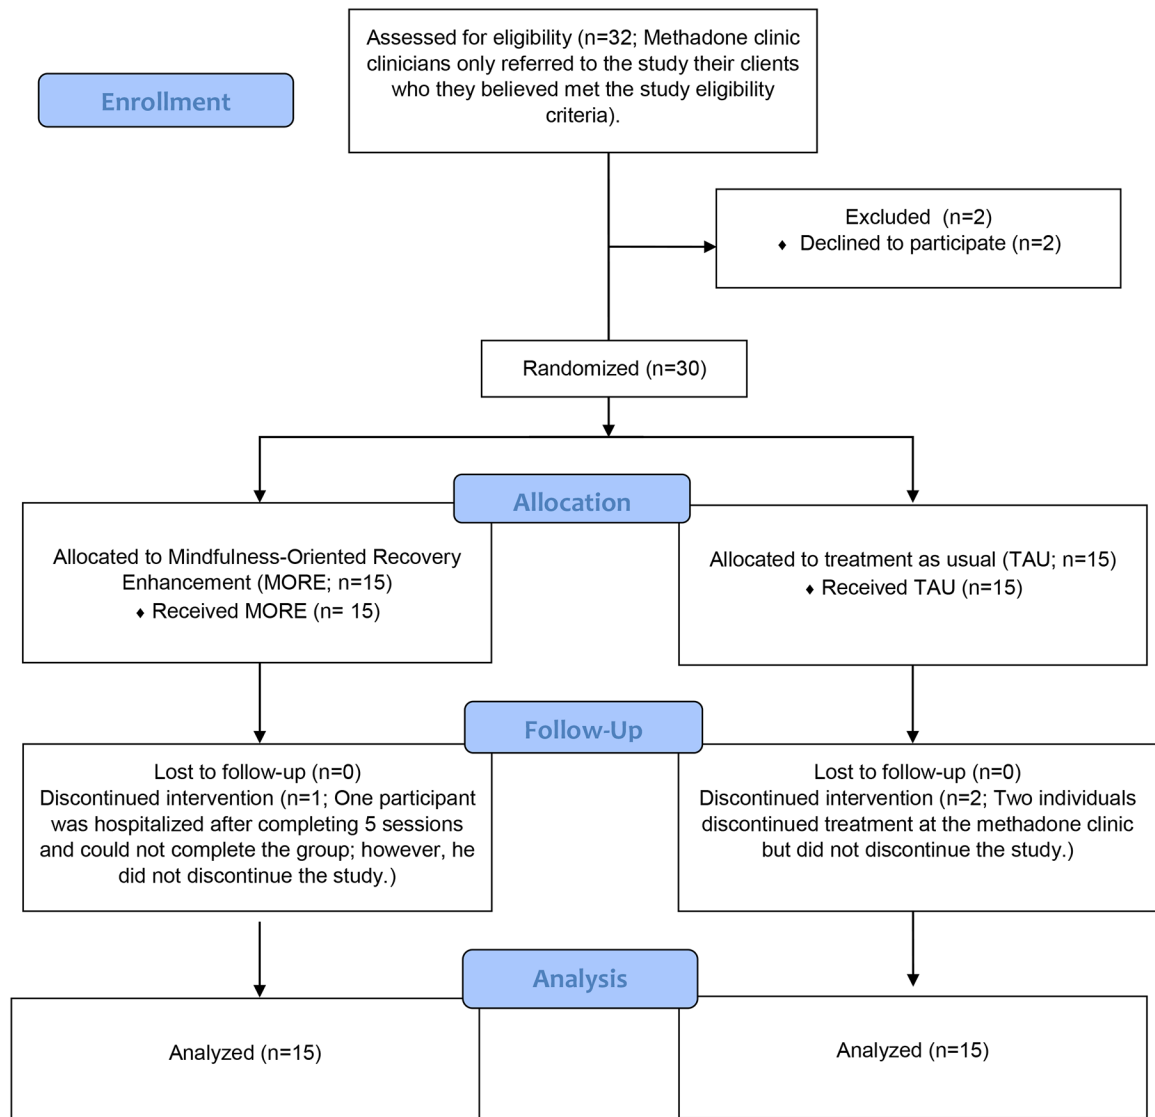 Assessed for eligibility (n=32; Methadone clinic
clinicians only referred to the study their clients
who they believed met the study eligibility
criteria).
Enrollment
Excluded  (n=2)
♦ Declined to participate (n=2)
Randomized (n=30)
Allocation
Allocated to Mindfulness-Oriented Recovery
Enhancement (MORE; n=15)
♦ Received MORE (n= 15)
Allocated to treatment as usual (TAU; n=15)
♦ Received TAU (n=15)
Follow-Up
Lost to follow-up (n=0)
Discontinued intervention (n=1; One participant
was hospitalized after completing 5 sessions
and could not complete the group; however, he
did not discontinue the study.)
Lost to follow-up (n=0)
Discontinued intervention (n=2; Two individuals
discontinued treatment at the methadone clinic
but did not discontinue the study.)
Analysis
Analyzed (n=15)
Analyzed (n=15)